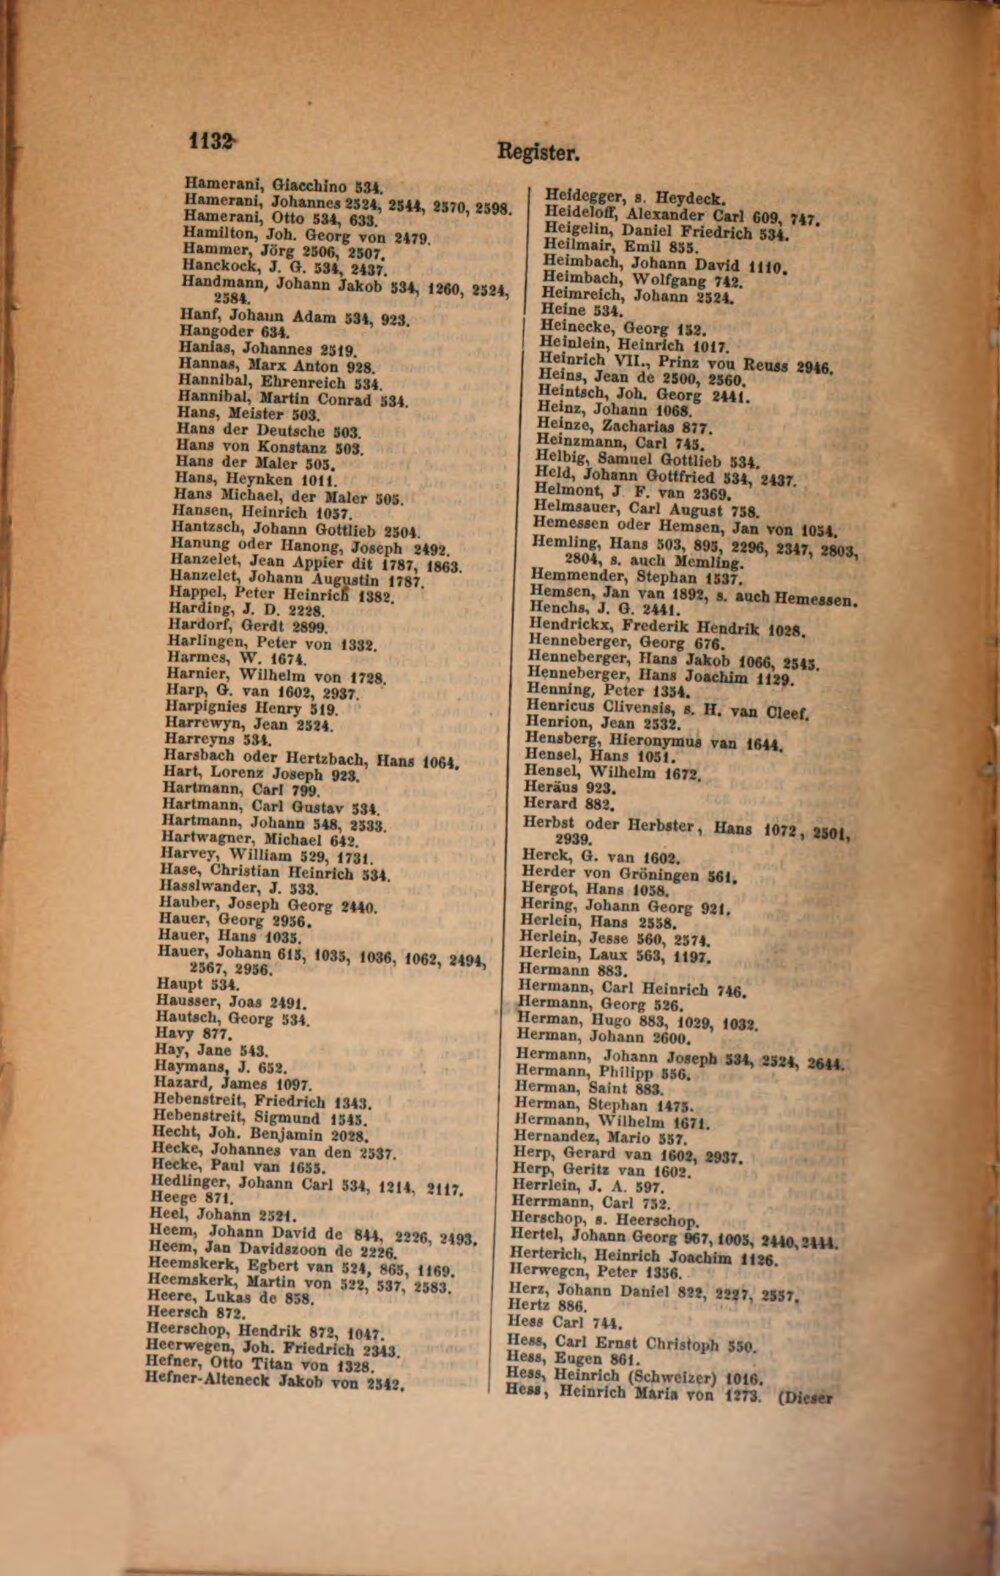 1132
Register.
Hamerani, Giacchino 534.
Hamerani, Johannes 2524, 2544, 2570, 2598.
Hamerani, Otto 534, 633.
Hamilton, Joh. Georg von 2479.
Hammer, Jörg 2506, 2507.
Hanckock, J. G. 534, 2437.
Handmann, Johann Jakob 534, 1260, 2524,
2584.
Hanf, Johann Adam 534, 923.
Hangoder 634.
Hanias, Johannes 2519.
Hannas, Marx Anton 928.
Hannibal, Ehrenreich 534.
Hannibal, Martin Conrad 534.
Hans, Meister 503.
Hans der Deutsche 503.
Hans von Konstanz 503.
Hans der Maler 505.
Hans, Heynken 1011.
Hans Michael, der Maler 505.
Hansen, Heinrich 1057.
Hantzsch, Johann Gottlieb 2504.
Hanung oder Hanong, Joseph 2492.
Hanzelet, Jean Appier dit 1787, 1863.
Hanzelet, Johann Augustin 1787.
Happel, Peter Heinrich 1382.
Harding, J. D. 2228.
Hardorf, Gerdt 2899.
Harlingen, Peter von 1332.
Harmes, W. 1674.
Harnier, Wilhelm von 1728.
Harp, G. van 1602, 2937.
Harpignies Henry 519.
Harrewyn, Jean 2524.
Harreyns 534.
Harsbach oder Hertzbach, Hans 1064.
Hart, Lorenz Joseph 923.
Hartmann, Carl 799.
Hartmann, Carl Gustav 534.
Hartmann, Johann 548, 2533.
Hartwagner, Michael 642.
Harvey, William 529, 1731.
Hase, Christian Heinrich 534.
Hasslwander, J. 533.
Hauber, Joseph Georg 2440.
Hauer, Georg 2956.
Hauer, Hans 1035.
Hauer, Johann 615, 1035, 1036, 1062, 2494,
2567, 2956.
Haupt 534.
Hausser, Joas 2491.
Hautsch, Georg 534.
Havy 877.
Hay, Jane 543.
Haymans, J. 652.
Hazard, James 1097.
Hebenstreit, Friedrich 1343.
Hebenstreit, Sigmund 1545.
Hecht, Joh. Benjamin 2028.
Hecke, Johannes van den 2537.
Hecke, Paul van 1655.
Hedlinger, Johann Carl 534, 1214, 2117.
Heege 871.
Heel, Johann 2521.
Heem, Johann David de 844, 2226, 2493.
Heem, Jan Davidszoon de 2226.
Heemskerk, Egbert van 524, 865, 1169.
Heemskerk, Martin von 522, 537, 2583.
Heere, Lukas de 858.
Heersch 872.
Heerschop, Hendrik 872, 1047.
Heerwegen, Joh. Friedrich 2343.
Hefner, Otto Titan von 1328.
Hefner-Alteneck Jakob von 2542.
Heidegger, s. Heydeck.
Heideloff, Alexander Carl 609, 747.
Heigelin, Daniel Friedrich 534.
Heilmair, Emil 855.
Heimbach, Johann David 1110.
Heimbach, Wolfgang 742.
Heimreich, Johann 2524.
Heine 534.
Heinecke, Georg 152.
Heinlein, Heinrich 1017.
Heinrich VII., Prinz von Reuss 2946.
Heins, Jean de 2500, 2560.
Heintsch, Joh. Georg 2441.
Heinz, Johann 1068.
Heinze, Zacharias 877.
Heinzmann, Carl 745.
Helbig, Samuel Gottlieb 534.
Held, Johann Gottfried 534, 2437.
Helmont, J F. van 2369.
Helmsauer, Carl August 758.
Hemessen oder Hemsen, Jan von 1054.
Hemling, Hans 503, 895, 2296, 2347, 2803,
2804, s. auch Memling.
Hemmender, Stephan 1537.
Hemsen, Jan van 1892, s. auch Hemessen.
Henchs, J. G. 2441.
Hendrickx, Frederik Hendrik 1028.
Henneberger, Georg 676.
Henneberger, Hans Jakob 1066, 2545.
Henneberger, Hans Joachim 1129.
Henning, Peter 1354.
Henricus Clivensis, s. H. van Cleef.
Henrion, Jean 2532.
Hensberg, Hieronymus van 1644.
Hensel, Hans 1051.
Hensel, Wilhelm 1672.
Heräus 923.
Herard 882.
Herbst oder Herbster, Hans 1072, 2501,
2939.
Herck, G. van 1602.
Herder von Gröningen 561.
Hergot, Hans 1058.
Hering, Johann Georg 921.
Herlein, Hans 2558.
Herlein, Jesse 560, 2574.
Herlein, Laux 563, 1197.
Hermann 883.
Hermann, Carl Heinrich 746.
Hermann, Georg 526.
Herman, Hugo 883, 1029, 1032.
Herman, Johann 2600.
Hermann, Johann Joseph 534, 2524, 2644.
Hermann, Philipp 556.
Herman, Saint 883.
Herman, Stephan 1475.
Hermann, Wilhelm 1671.
Hernandez, Mario 557.
Herp, Gerard van 1602, 2937.
Herp, Geritz van 1602.
Herrlein, J. A. 597.
Herrmann, Carl 752.
Herschop, s. Heerschop.
Hertel, Johann Georg 967, 1005, 2440, 2444.
Herterich, Heinrich Joachim 1126.
Herwegen, Peter 1356.
Herz, Johann Daniel 822, 2227, 2557.
Hertz 886.
Hess Carl 744.
Hess, Carl Ernst Christoph 550.
Hess, Eugen 861.
Hess, Heinrich (Schweizer) 1016.
Hess, Heinrich Maria von 1273. (Dieser